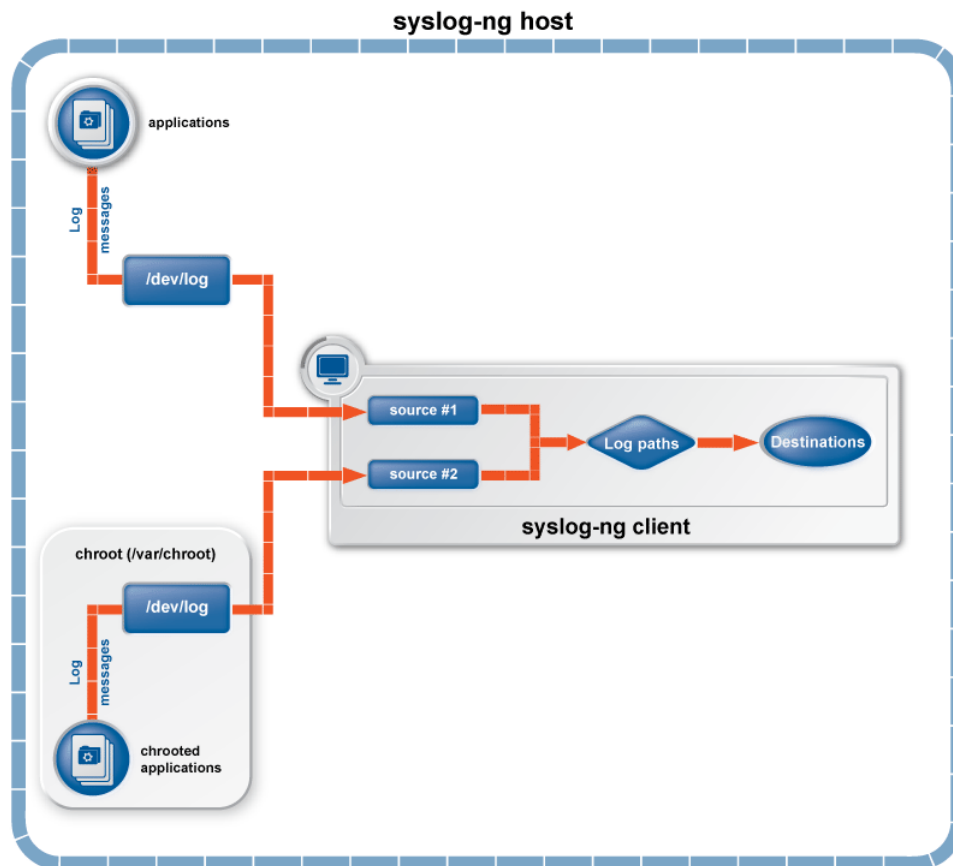 syslog-ng host
applications
Log
messages
/dev/log
source #1
source #2
Log paths
Destinations
syslog-ng client
chroot (/var/chroot)
/dev/log
Log
messages
chrooted
applications